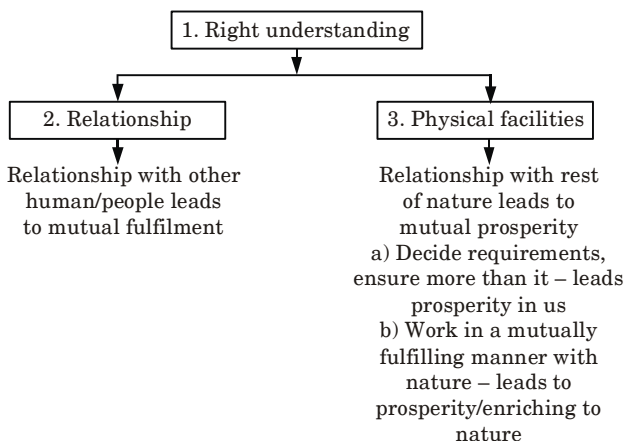 1. Right understanding
2. Relationship
3. Physical facilities
Relationship with other
human/people leads
to mutual fulfilment
Relationship with rest
of nature leads to
mutual prosperity
a) Decide requirements,
ensure more than it – leads
prosperity in us
b) Work in a mutually
fulfilling manner with
nature – leads to
prosperity/enriching to
nature